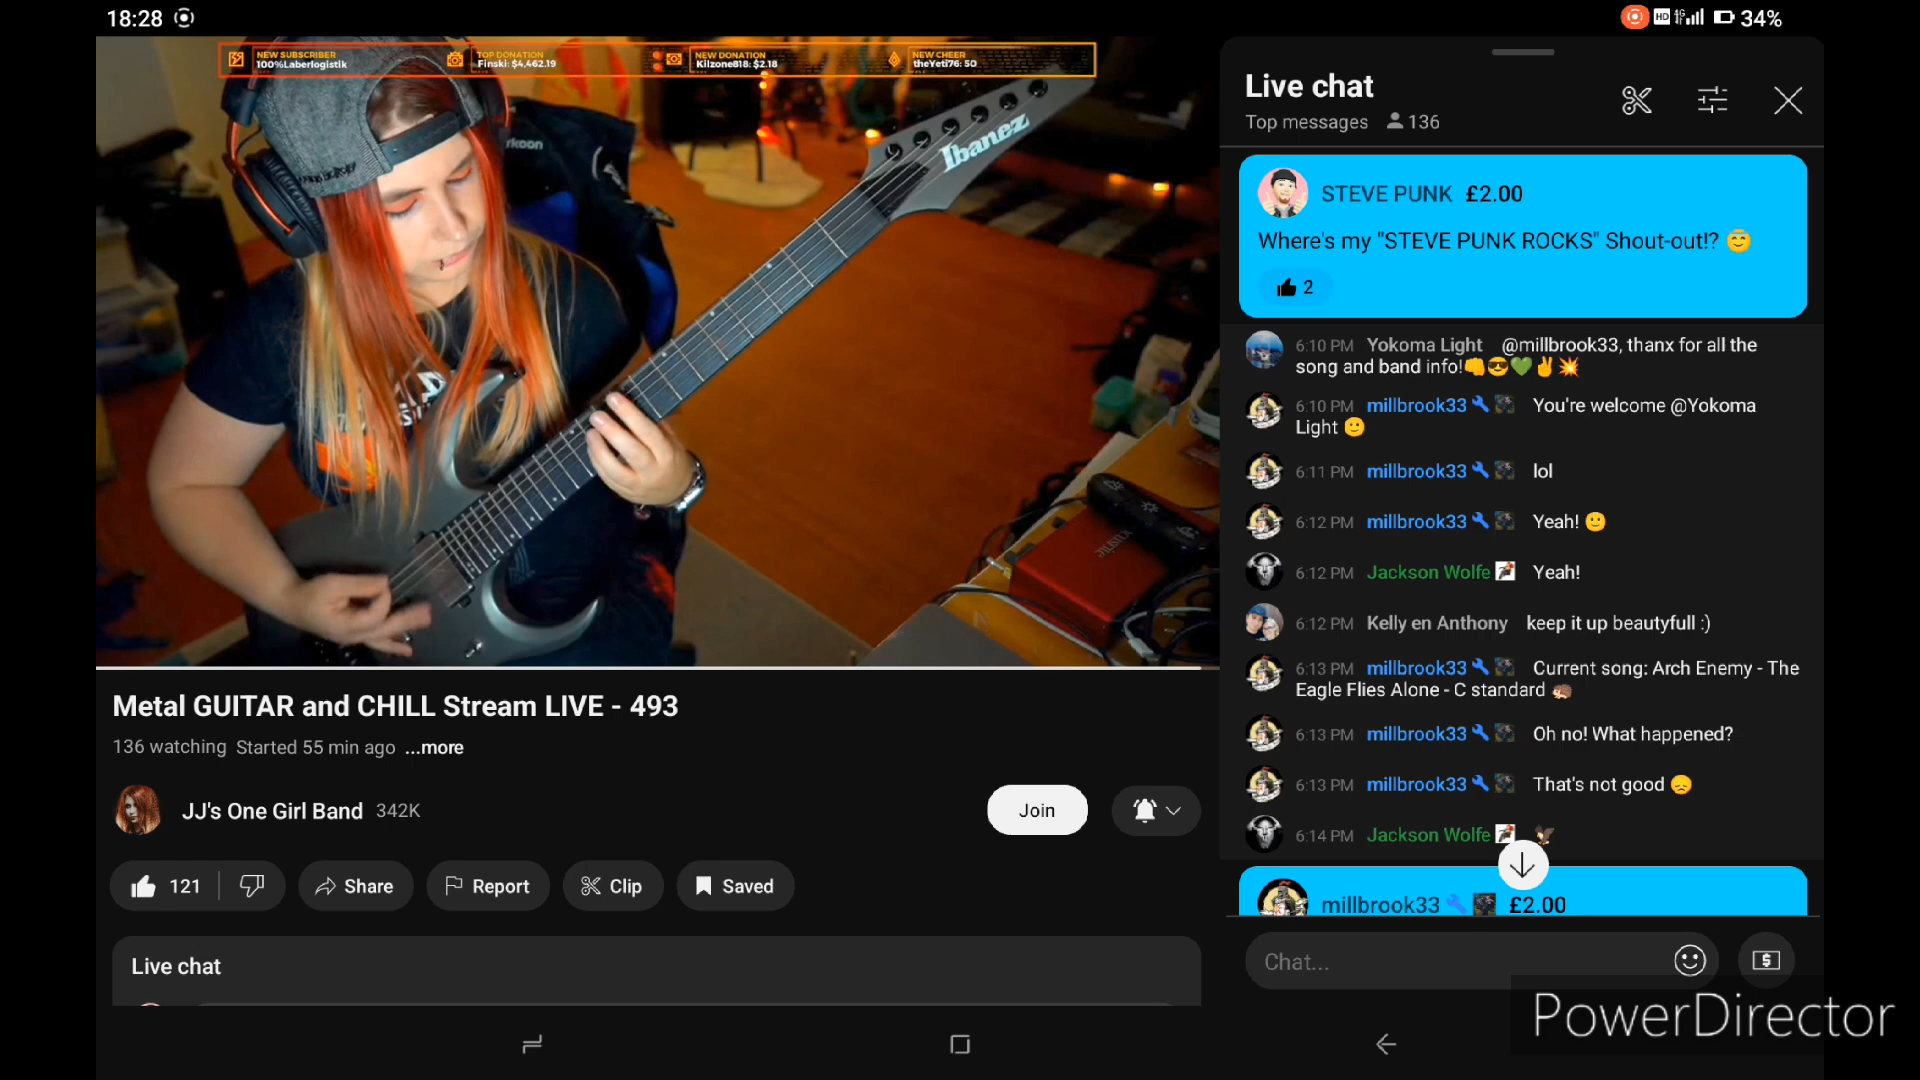 18:28
HD 4G 34%
NEW SUBSCRIBER
100%Laberlogistik
TOP DONATION
Finski: $4,462.19
NEW DONATION
Kilzone818: $2.18
NEW CHEER
theYeti76: 50
rkoon
Ibanez
Live chat
Top messages 136
STEVE PUNK £2.00
Where's my "STEVE PUNK ROCKS" Shout-out!? 😇
2
6:10 PM Yokoma Light @millbrook33, thanx for all the
song and band info!👊😎💚✌💥
6:10 PM millbrook33 You're welcome @Yokoma
Light 🙂
6:11 PM millbrook33 lol
6:12 PM millbrook33 Yeah! 🙂
6:12 PM Jackson Wolfe Yeah!
6:12 PM Kelly en Anthony keep it up beautyfull :)
6:13 PM millbrook33 Current song: Arch Enemy - The
Eagle Flies Alone - C standard 🦔
6:13 PM millbrook33 Oh no! What happened?
6:13 PM millbrook33 That's not good 😞
6:14 PM Jackson Wolfe 🦅
millbrook33 £2.00
Chat...
Metal GUITAR and CHILL Stream LIVE - 493
136 watching Started 55 min ago ...more
JJ's One Girl Band 342K
Join
121
Share
Report
Clip
Saved
Live chat
PowerDirector